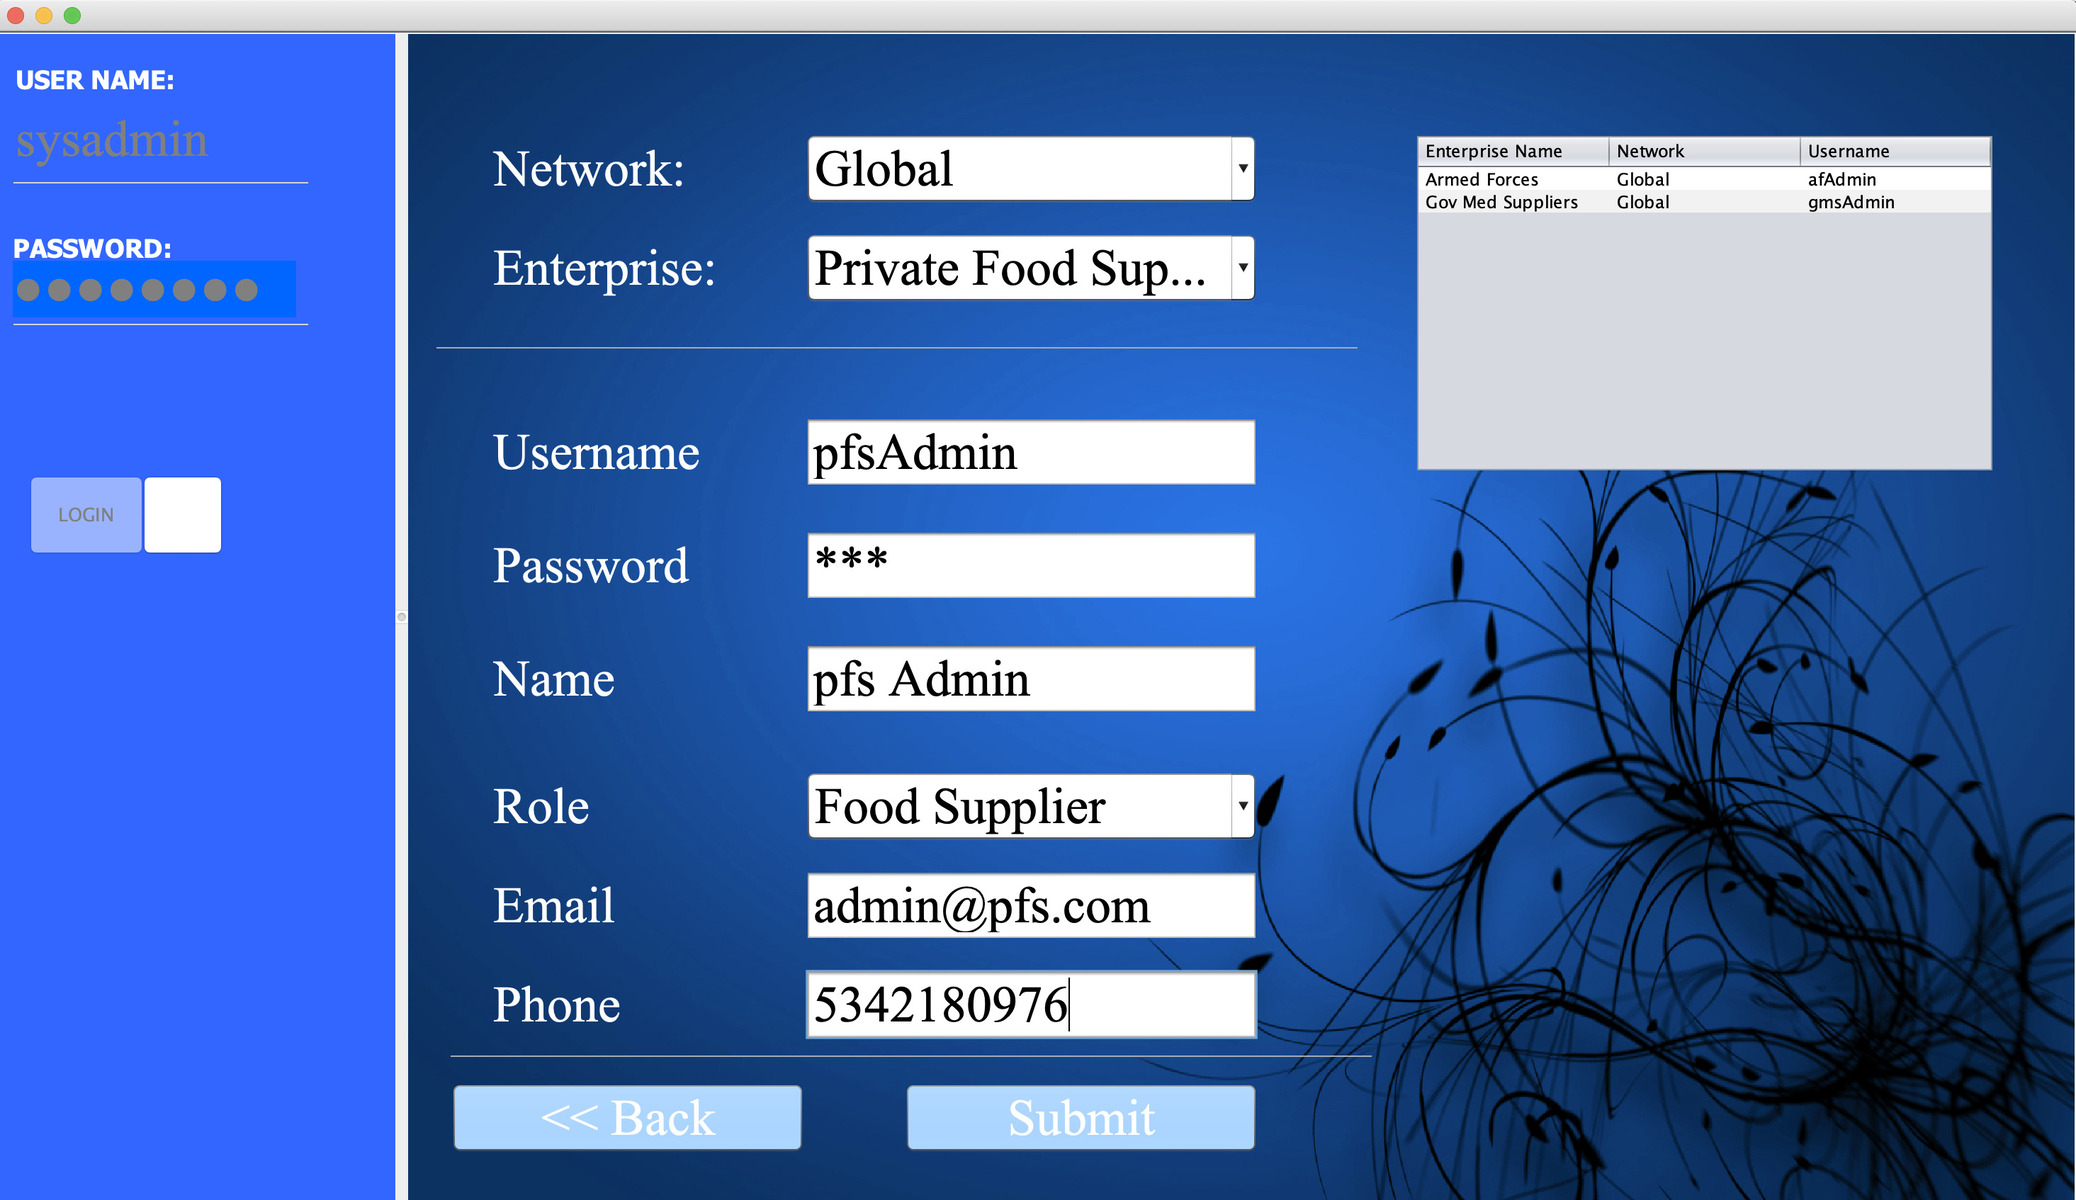 USER NAME:
sysadmin
PASSWORD:
LOGIN
Network: Global
Enterprise: Private Food Sup...
Username pfsAdmin
Password ***
Name pfs Admin
Role Food Supplier
Email admin@pfs.com
Phone 5342180976
<< Back Submit
Enterprise Name Network Username
Armed Forces Global afAdmin
Gov Med Suppliers Global gmsAdmin